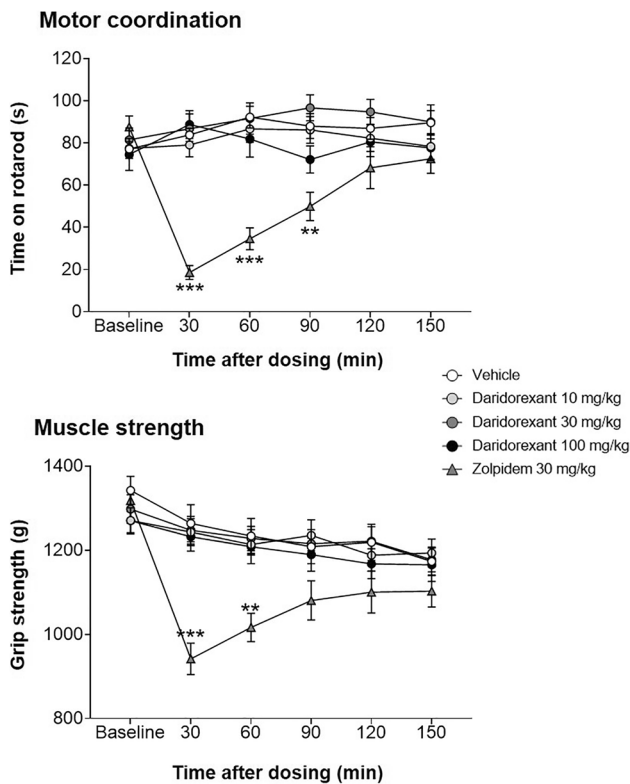 Motor coordination
120
100
80
60
40
20
0
Time on rotarod (s)
***
***
**
Baseline 30 60 90 120 150
Time after dosing (min)
Vehicle
Daridorexant 10 mg/kg
Daridorexant 30 mg/kg
Daridorexant 100 mg/kg
Zolpidem 30 mg/kg
Muscle strength
1400
1200
1000
800
Grip strength (g)
***
**
Baseline 30 60 90 120 150
Time after dosing (min)